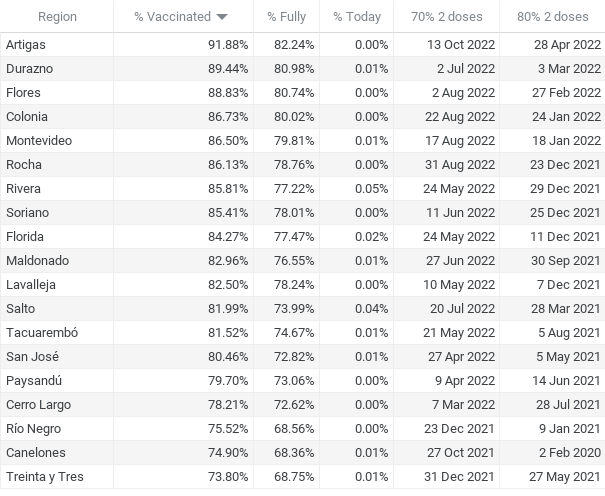 Region % Vaccinated % Fully % Today 70% 2 doses 80% 2 doses
Artigas 91.88% 82.24% 0.00% 13 Oct 2022 28 Apr 2022
Durazno 89.44% 80.98% 0.01% 2 Jul 2022 3 Mar 2022
Flores 88.83% 80.74% 0.00% 2 Aug 2022 27 Feb 2022
Colonia 86.73% 80.02% 0.00% 22 Aug 2022 24 Jan 2022
Montevideo 86.50% 79.81% 0.01% 17 Aug 2022 18 Jan 2022
Rocha 86.13% 78.76% 0.00% 31 Aug 2022 23 Dec 2021
Rivera 85.81% 77.22% 0.05% 24 May 2022 29 Dec 2021
Soriano 85.41% 78.01% 0.00% 11 Jun 2022 25 Dec 2021
Florida 84.27% 77.47% 0.02% 24 May 2022 11 Dec 2021
Maldonado 82.96% 76.55% 0.01% 27 Jun 2022 30 Sep 2021
Lavalleja 82.50% 78.24% 0.00% 10 May 2022 7 Dec 2021
Salto 81.99% 73.99% 0.04% 20 Jul 2022 28 Mar 2021
Tacuarembó 81.52% 74.67% 0.01% 21 May 2022 5 Aug 2021
San José 80.46% 72.82% 0.01% 27 Apr 2022 5 May 2021
Paysandú 79.70% 73.06% 0.00% 9 Apr 2022 14 Jun 2021
Cerro Largo 78.21% 72.62% 0.00% 7 Mar 2022 28 Jul 2021
Río Negro 75.52% 68.56% 0.00% 23 Dec 2021 9 Jan 2021
Canelones 74.90% 68.36% 0.01% 27 Oct 2021 2 Feb 2020
Treinta y Tres 73.80% 68.75% 0.01% 31 Dec 2021 27 May 2021